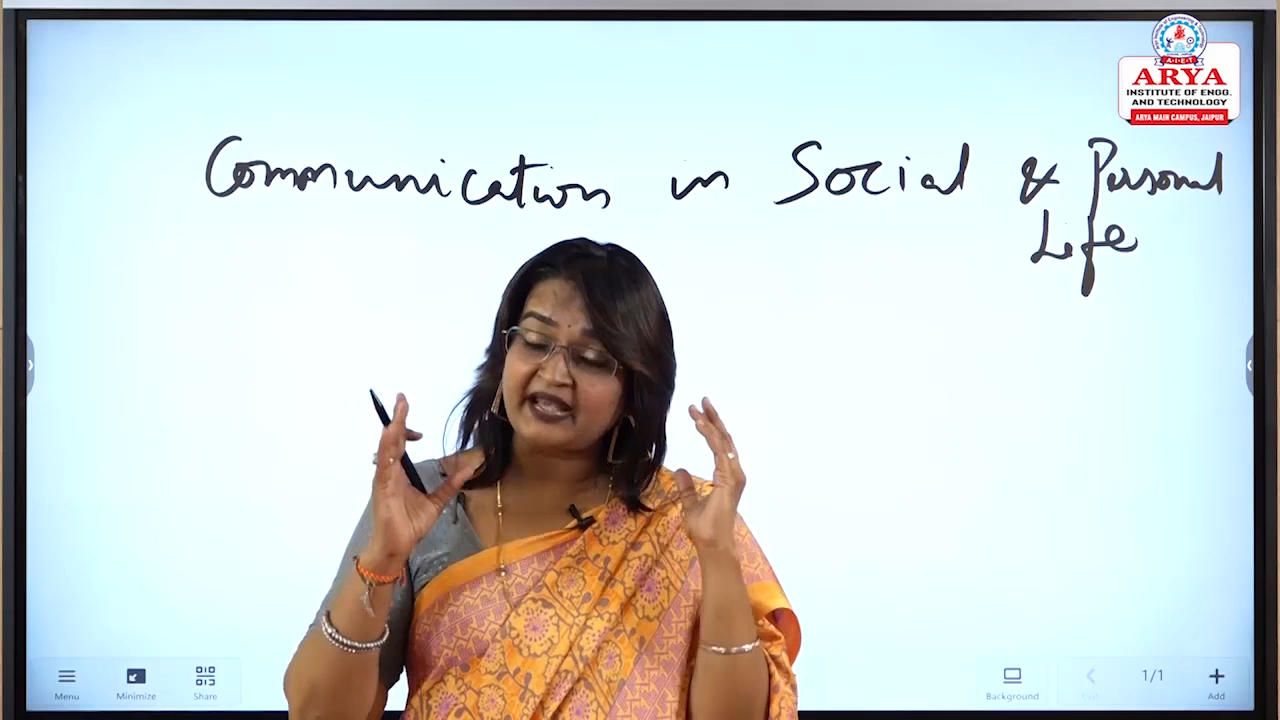 ARYA
INSTITUTE OF ENGG.
AND TECHNOLOGY
ARYA MAIN CAMPUS, JAIPUR
A.I.E.T.
Communication in Social & Personal
Life
Menu
Minimize
Share
Background
1/1
Add